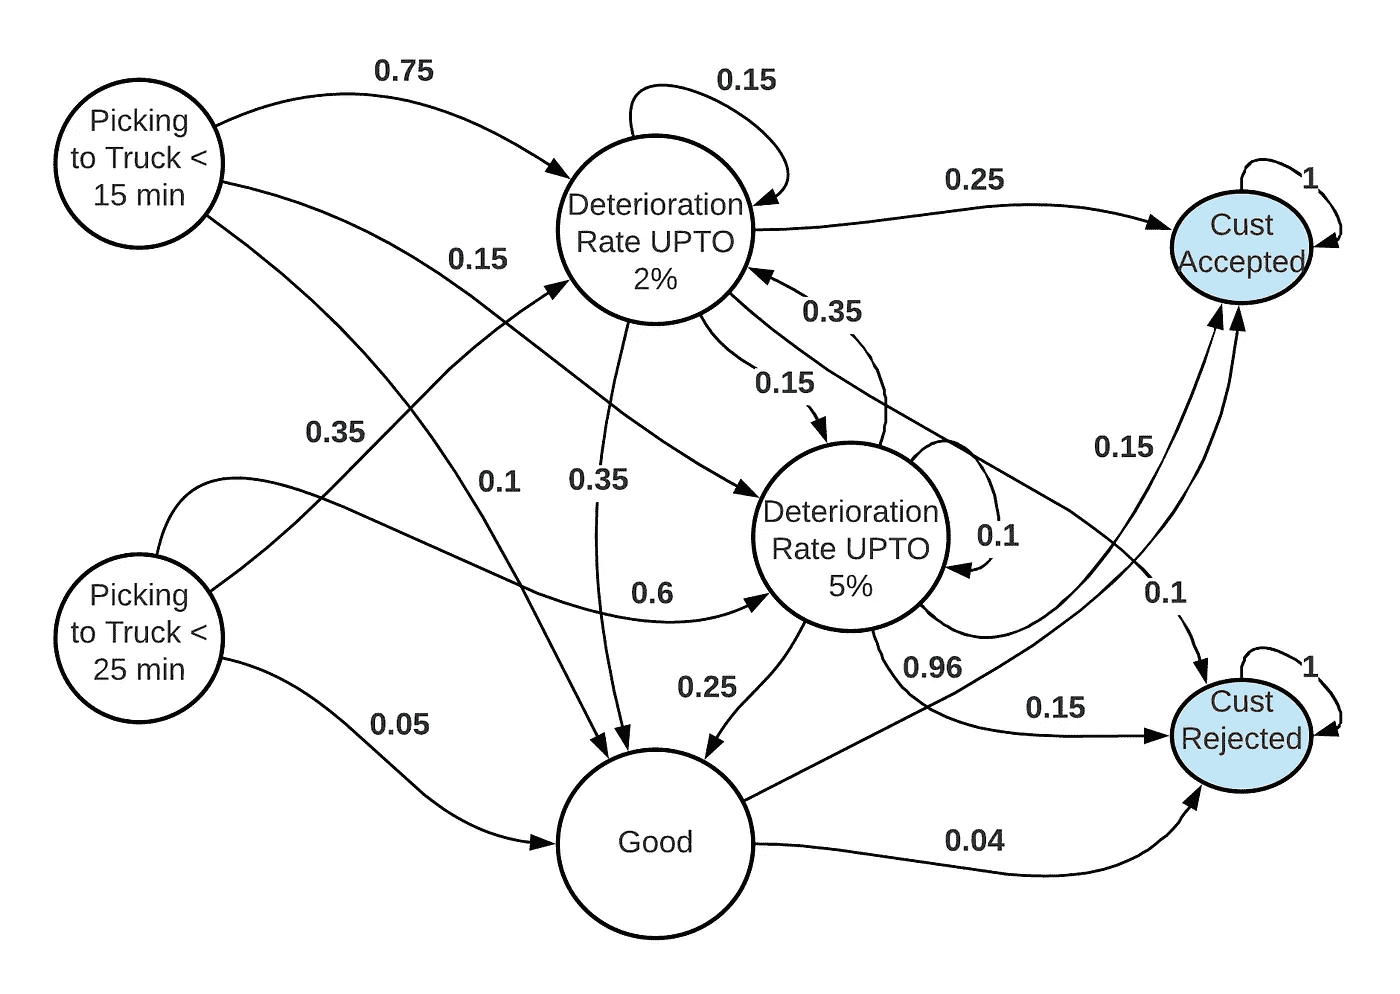 0.75
0.15
Picking
to Truck <
15 min
Deterioration
Rate UPTO
2%
0.25
1
Cust
Accepted
0.15
0.35
0.15
0.35
0.15
0.1
0.35
Deterioration
Rate UPTO
5%
0.1
Picking
to Truck <
25 min
0.6
0.1
0.96
0.25
0.15
1
Cust
Rejected
0.05
Good
0.04